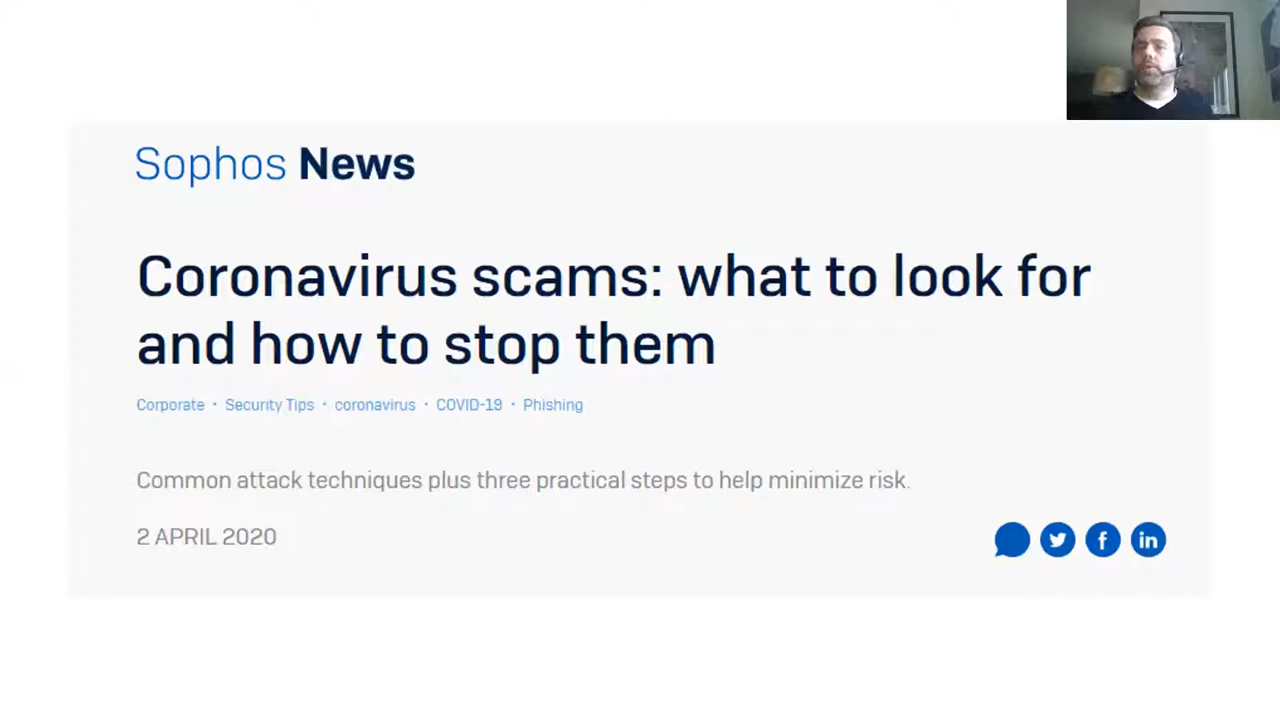 Sophos News
Coronavirus scams: what to look for
and how to stop them
Corporate · Security Tips · coronavirus · COVID-19 · Phishing
Common attack techniques plus three practical steps to help minimize risk.
2 APRIL 2020